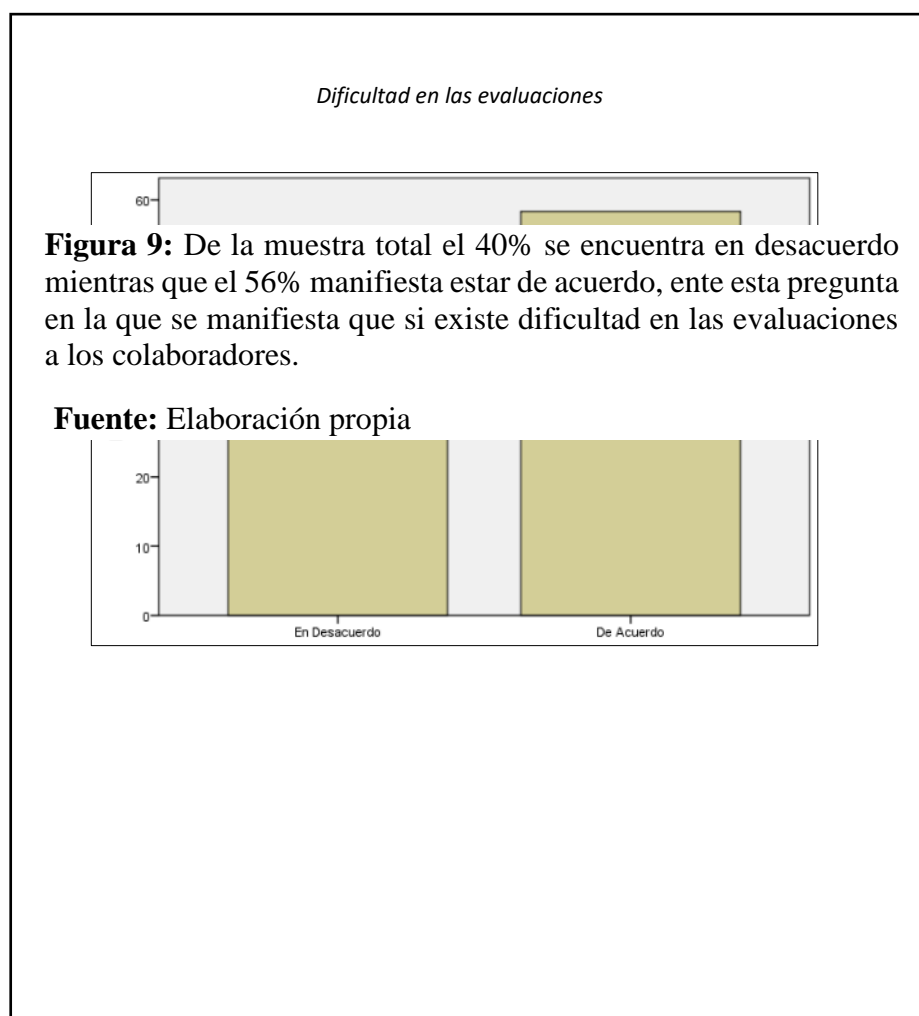 Dificultad en las evaluaciones
60
Figura 9: De la muestra total el 40% se encuentra en desacuerdo
mientras que el 56% manifiesta estar de acuerdo, ente esta pregunta
en la que se manifiesta que si existe dificultad en las evaluaciones
a los colaboradores.
Fuente: Elaboración propia
20
10
0
En Desacuerdo De Acuerdo